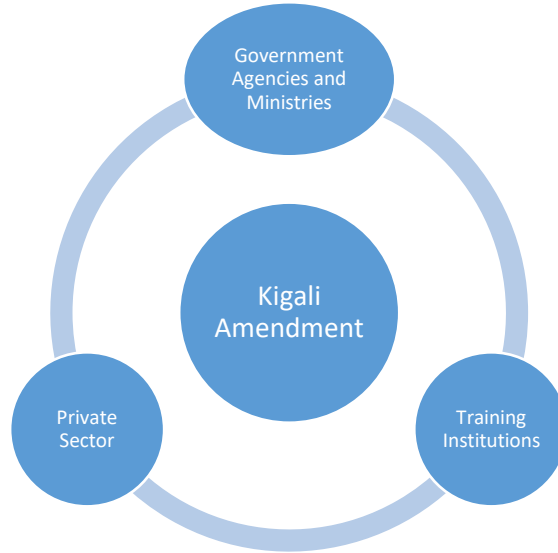 Government
Agencies and
Ministries
Kigali
Amendment
Private
Sector
Training
Institutions